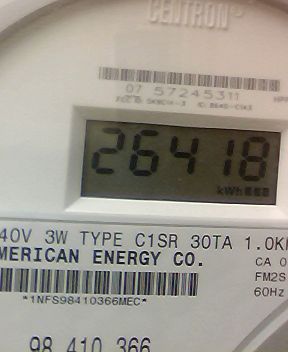 CENTRON
07 57245311
26418
kWh
40V 3W TYPE C1SR 30TA 1.0K
MERICAN ENERGY CO.
CA 0
FM2S
*1NFS98410366MEC*
60Hz
98 410 366